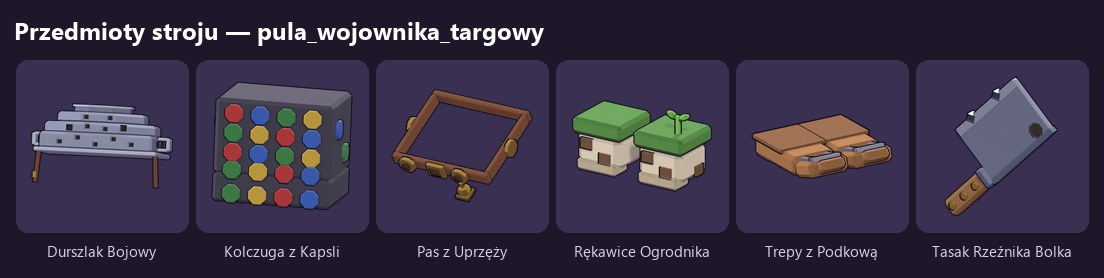 Przedmioty stroju — pula_wojownika_targowy
Durszlak Bojowy
Kolczuga z Kapsli
Pas z Uprzęży
Rękawice Ogrodnika
Trepy z Podkową
Tasak Rzeźnika Bolka